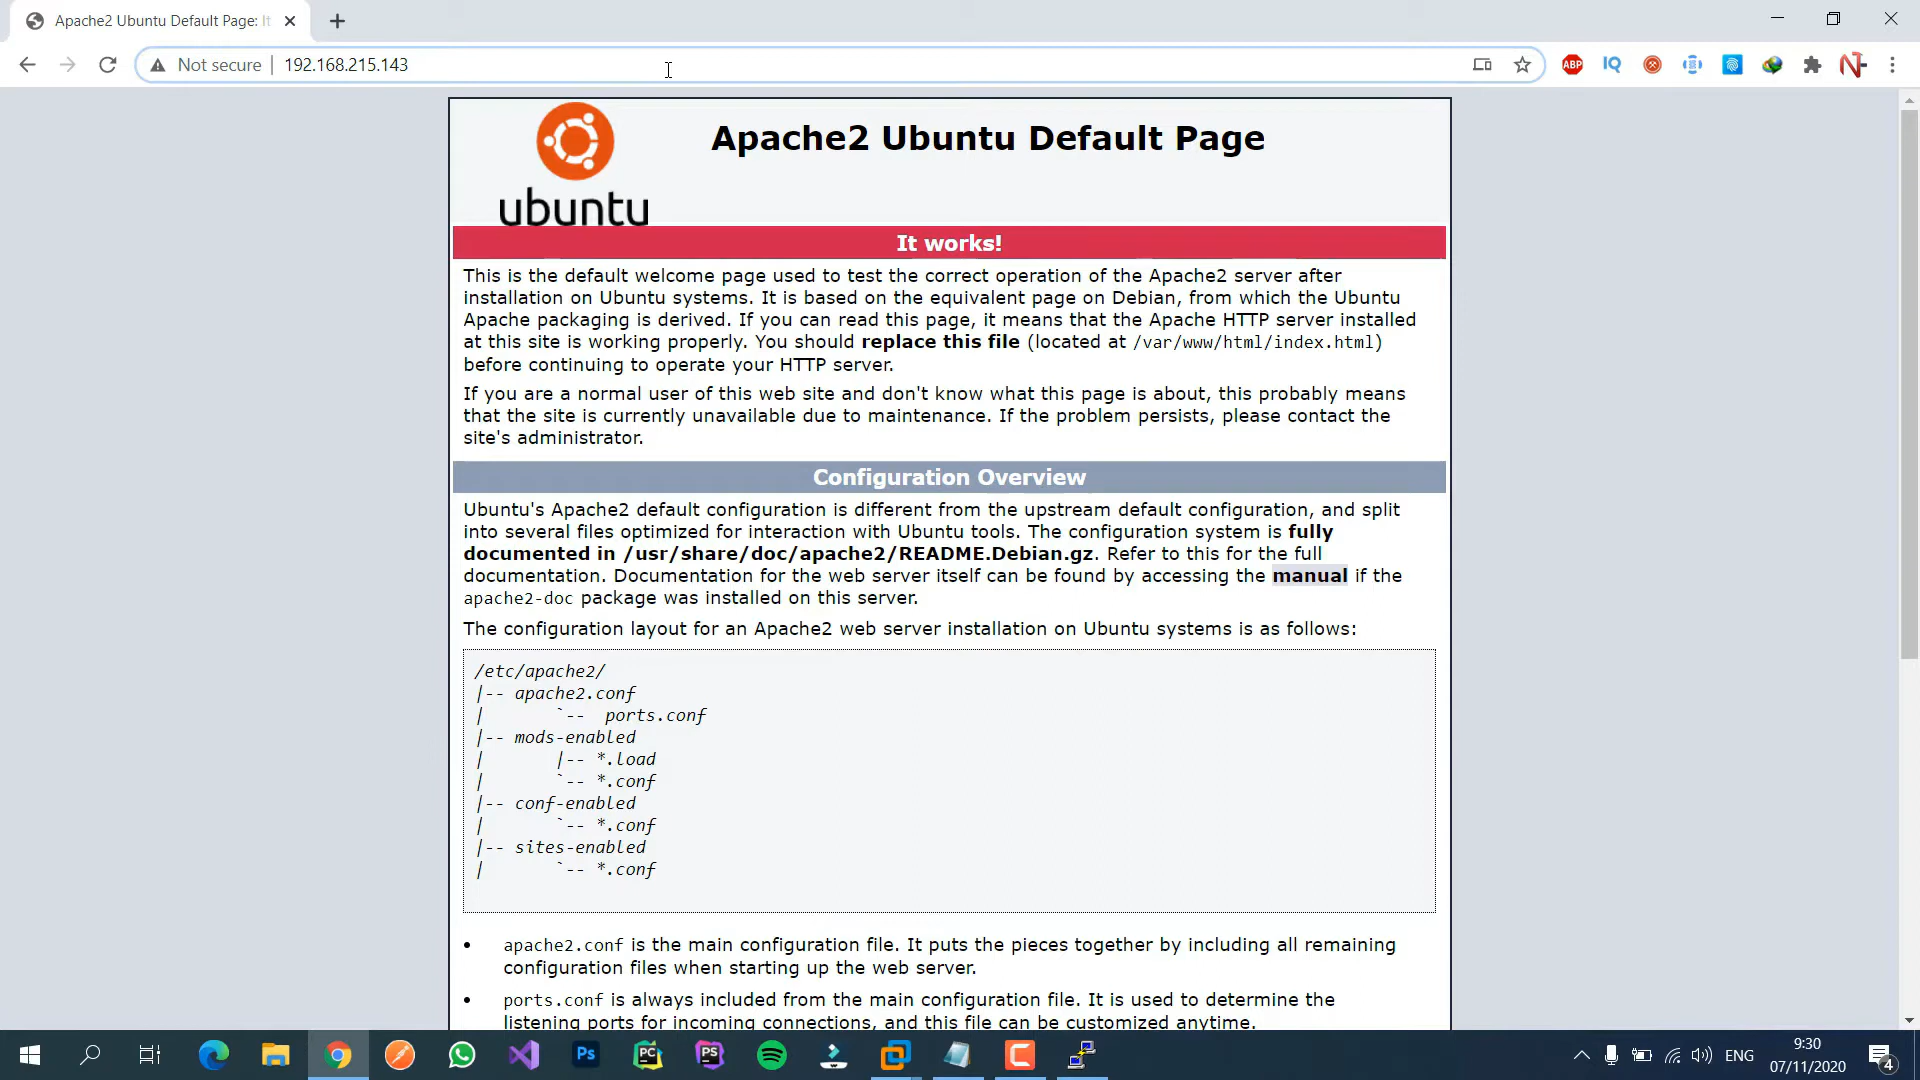 Apache2 Ubuntu Default Page: It
Not secure | 192.168.215.143
ABP
IQ
ubuntu
Apache2 Ubuntu Default Page
It works!
This is the default welcome page used to test the correct operation of the Apache2 server after
installation on Ubuntu systems. It is based on the equivalent page on Debian, from which the Ubuntu
Apache packaging is derived. If you can read this page, it means that the Apache HTTP server installed
at this site is working properly. You should replace this file (located at /var/www/html/index.html)
before continuing to operate your HTTP server.
If you are a normal user of this web site and don't know what this page is about, this probably means
that the site is currently unavailable due to maintenance. If the problem persists, please contact the
site's administrator.
Configuration Overview
Ubuntu's Apache2 default configuration is different from the upstream default configuration, and split
into several files optimized for interaction with Ubuntu tools. The configuration system is fully
documented in /usr/share/doc/apache2/README.Debian.gz. Refer to this for the full
documentation. Documentation for the web server itself can be found by accessing the manual if the
apache2-doc package was installed on this server.
The configuration layout for an Apache2 web server installation on Ubuntu systems is as follows:
/etc/apache2/
|-- apache2.conf
|       `--  ports.conf
|-- mods-enabled
|       |-- *.load
|       `-- *.conf
|-- conf-enabled
|       `-- *.conf
|-- sites-enabled
|       `-- *.conf
• apache2.conf is the main configuration file. It puts the pieces together by including all remaining
configuration files when starting up the web server.
• ports.conf is always included from the main configuration file. It is used to determine the
listening ports for incoming connections, and this file can be customized anytime.
Ps
PC
PS
ENG
9:30
07/11/2020
4